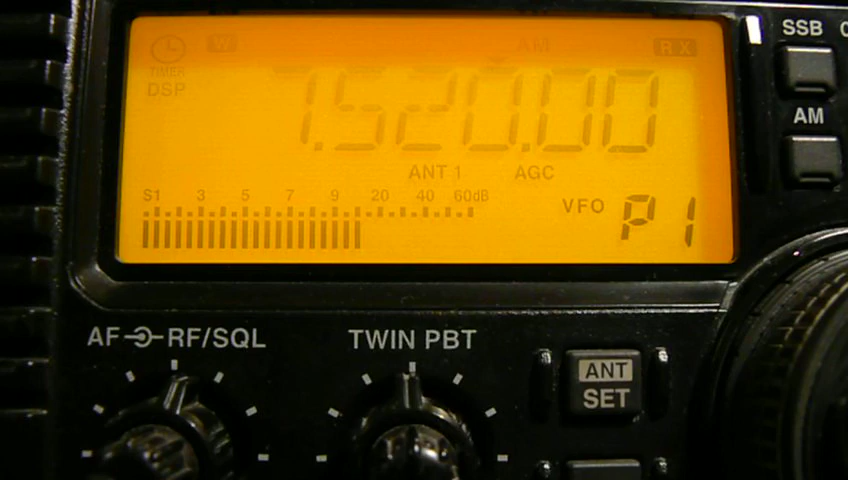 W AM RX
TIMER
DSP
7.520.00
ANT 1 AGC
S1 3 5 7 9 20 40 60dB
VFO P1
SSB
AM
AF RF/SQL
TWIN PBT
ANT
SET